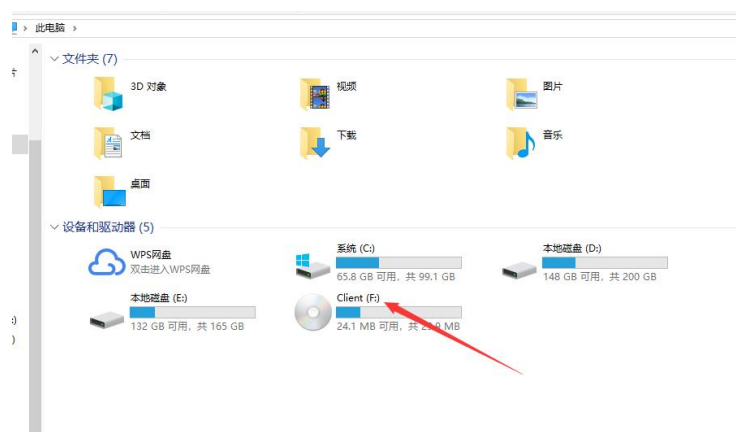 此电脑
文件夹 (7)
3D 对象
视频
图片
文档
下载
音乐
桌面
设备和驱动器 (5)
WPS网盘
双击进入WPS网盘
系统 (C:)
65.8 GB 可用，共 99.1 GB
本地磁盘 (D:)
148 GB 可用，共 200 GB
本地磁盘 (E:)
132 GB 可用，共 165 GB
Client (F:)
24.1 MB 可用，共 MB